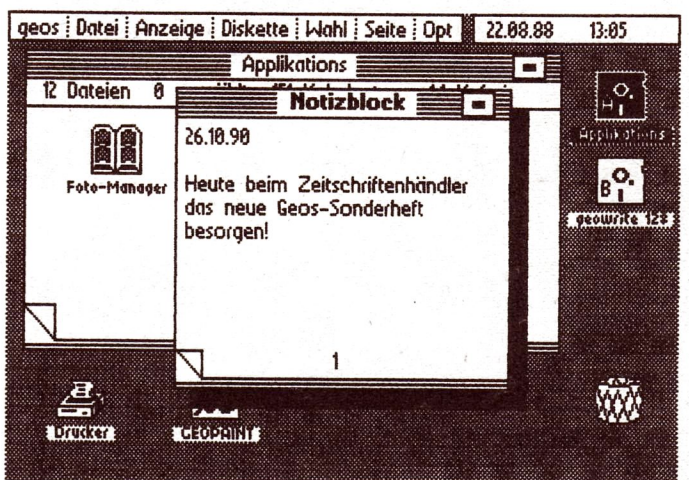 geos Datei Anzeige Diskette Wahl Seite Opt 22.08.88 13:05
Applikations
12 Dateien 0
Notizblock
26.10.90
Heute beim Zeitschriftenhändler
das neue Geos-Sonderheft
besorgen!
1
Foto-Manager
A
Applikations
B
geowrite 128
Drucker
GEOPAINT